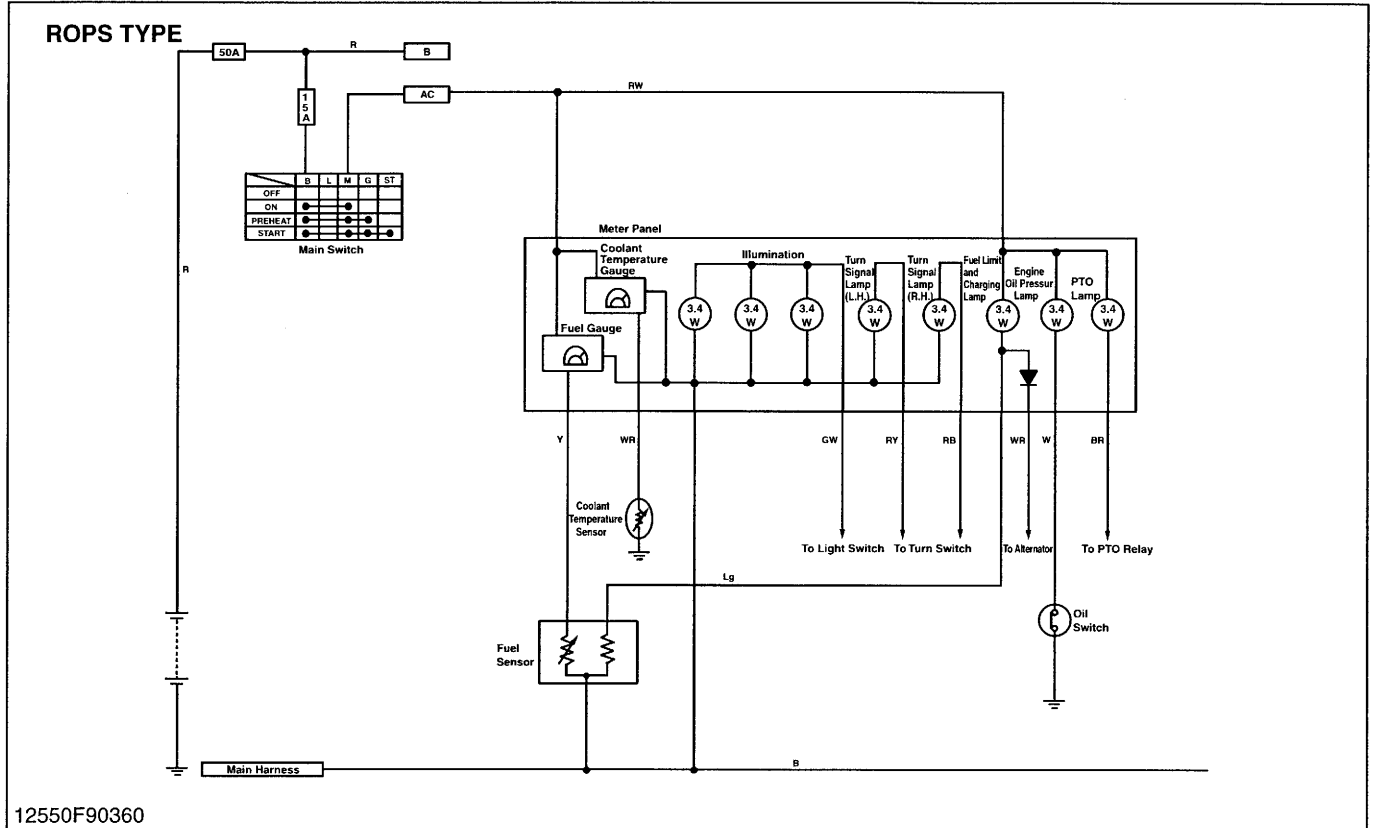 ROPS TYPE
50A
R
B
1
5
A
AC
RW
B L M G ST
OFF
ON
PREHEAT
START
Main Switch
R
Meter Panel
Coolant
Temperature
Gauge
Fuel Gauge
Illumination
Turn
Signal
Lamp
(L.H.)
Turn
Signal
Lamp
(R.H.)
Fuel Limit
and
Charging
Lamp
Engine
Oil Pressur
Lamp
PTO
Lamp
3.4
W
3.4
W
3.4
W
3.4
W
3.4
W
3.4
W
3.4
W
3.4
W
Y
WR
GW
RY
RB
WR
W
BR
Coolant
Temperature
Sensor
To Light Switch
To Turn Switch
To Alternator
To PTO Relay
Lg
Oil
Switch
Fuel
Sensor
Main Harness
B
12550F90360